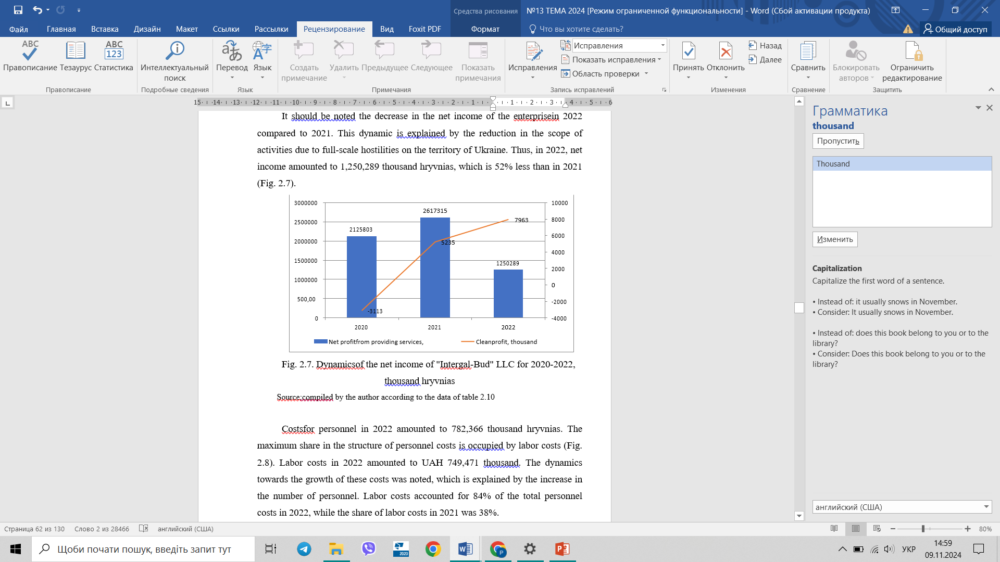 Средства рисования
№13 ТЕМА 2024 [Режим ограниченной функциональности] - Word (Сбой активации продукта)
Файл Главная Вставка Дизайн Макет Ссылки Рассылки Рецензирование Вид Foxit PDF Формат Что вы хотите сделать? Общий доступ
ABC Правописание
Тезаурус
ABC 123 Статистика
Интеллектуальный поиск
Перевод
Язык
Создать примечание
Удалить
Предыдущее
Следующее
Показать примечания
Исправления
Исправления
Показать исправления
Область проверки
Принять
Отклонить
Назад
Далее
Сравнить
Блокировать авторов
Ограничить редактирование
Правописание Подробные сведения Язык Примечания Запись исправлений Изменения Сравнение Защитить
15 14 13 12 11 10 9 8 7 6 5 4 3 2 1 1 2 3 4 5 6
It should be noted the decrease in the net income of the enterprisein 2022
compared to 2021. This dynamic is explained by the reduction in the scope of
activities due to full-scale hostilities on the territory of Ukraine. Thus, in 2022, net
income amounted to 1,250,289 thousand hryvnias, which is 52% less than in 2021
(Fig. 2.7).
3000000
2500000
2000000
1500000
1000000
500,00
0
2125803
2617315
1250289
-3113
5235
7963
10000
8000
6000
4000
2000
0
-2000
-4000
2020 2021 2022
Net profitfrom providing services, Cleanprofit, thousand
Fig. 2.7. Dynamicsof the net income of "Intergal-Bud" LLC for 2020-2022,
thousand hryvnias
Source:compiled by the author according to the data of table 2.10
Costsfor personnel in 2022 amounted to 782,366 thousand hryvnias. The
maximum share in the structure of personnel costs is occupied by labor costs (Fig.
2.8). Labor costs in 2022 amounted to UAH 749,471 thousand. The dynamics
towards the growth of these costs was noted, which is explained by the increase in
the number of personnel. Labor costs accounted for 84% of the total personnel
costs in 2022, while the share of labor costs in 2021 was 38%.
Грамматика
thousand
Пропустить
Thousand
Изменить
Capitalization
Capitalize the first word of a sentence.
• Instead of: it usually snows in November.
• Consider: It usually snows in November.
• Instead of: does this book belong to you or to the
library?
• Consider: Does this book belong to you or to the
library?
английский (США)
Страница 62 из 130 Слово 2 из 28466 английский (США) 80%
Щоби почати пошук, введіть запит тут
2020
УКР
14:59
09.11.2024